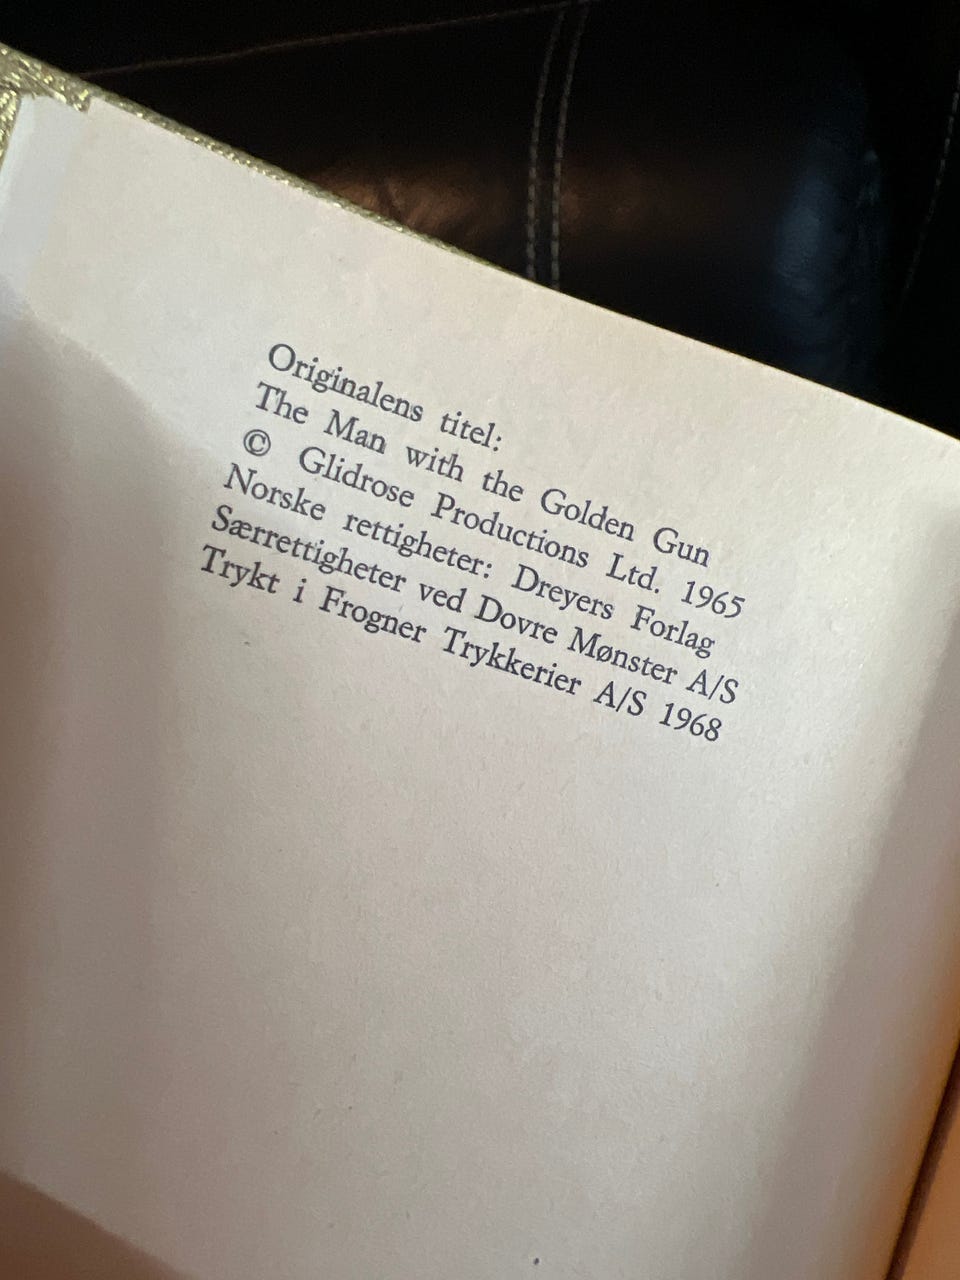 Originalens titel:
The Man with the Golden Gun
© Glidrose Productions Ltd. 1965
Norske rettigheter: Dreyers Forlag
Særrettigheter ved Dovre Mønster A/S
Trykt i Frogner Trykkerier A/S 1968